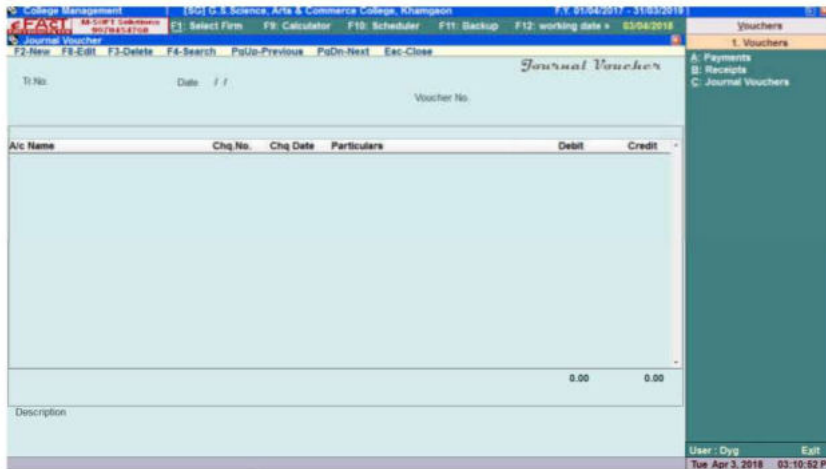 College Management [SG] G.S.Science, Arts & Commerce College, Khamgaon F.Y. 01/04/2017 - 31/03/2019
eFACT M-SOFT Solutions F1: Select Firm F9: Calculator F10: Scheduler F11: Backup F12: working date » 03/04/2018 Vouchers
Journal Voucher 1. Vouchers
F2-New F8-Edit F3-Delete F4-Search PgUp-Previous PgDn-Next Esc-Close
A: Payments
Journal Voucher
B: Receipts
Tr.No. Date / / C: Journal Vouchers
Voucher No.
A/c Name Chq.No. Chq Date Particulars Debit Credit
0.00 0.00
Description
User : Dyg Exit
Tue Apr 3, 2018 03:10:52 P